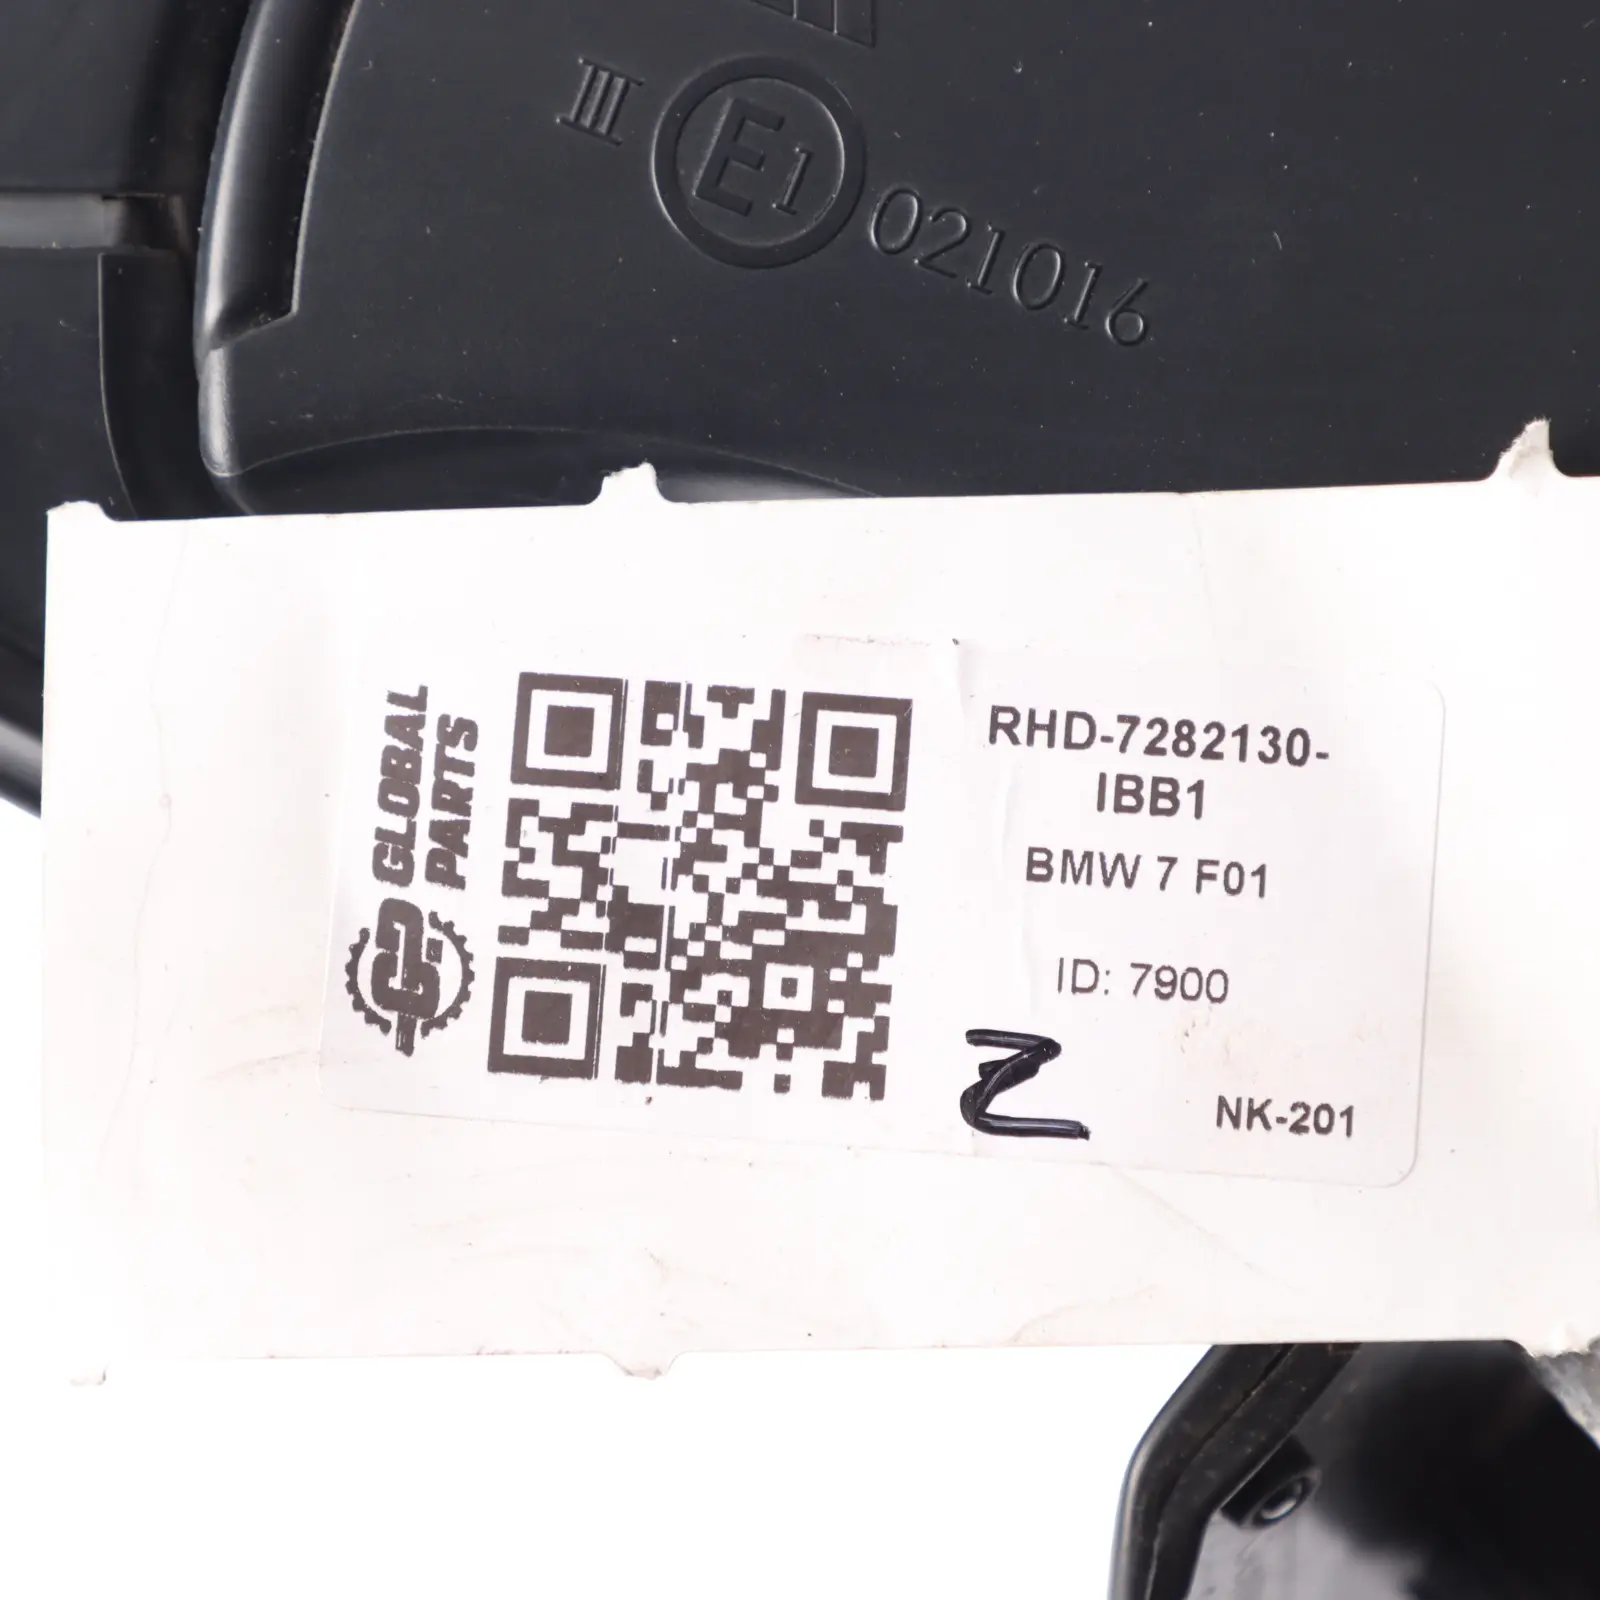 III E1 021016
GLOBAL
PARTS
RHD-7282130-
IBB1
BMW 7 F01
ID: 7900
Z
NK-201